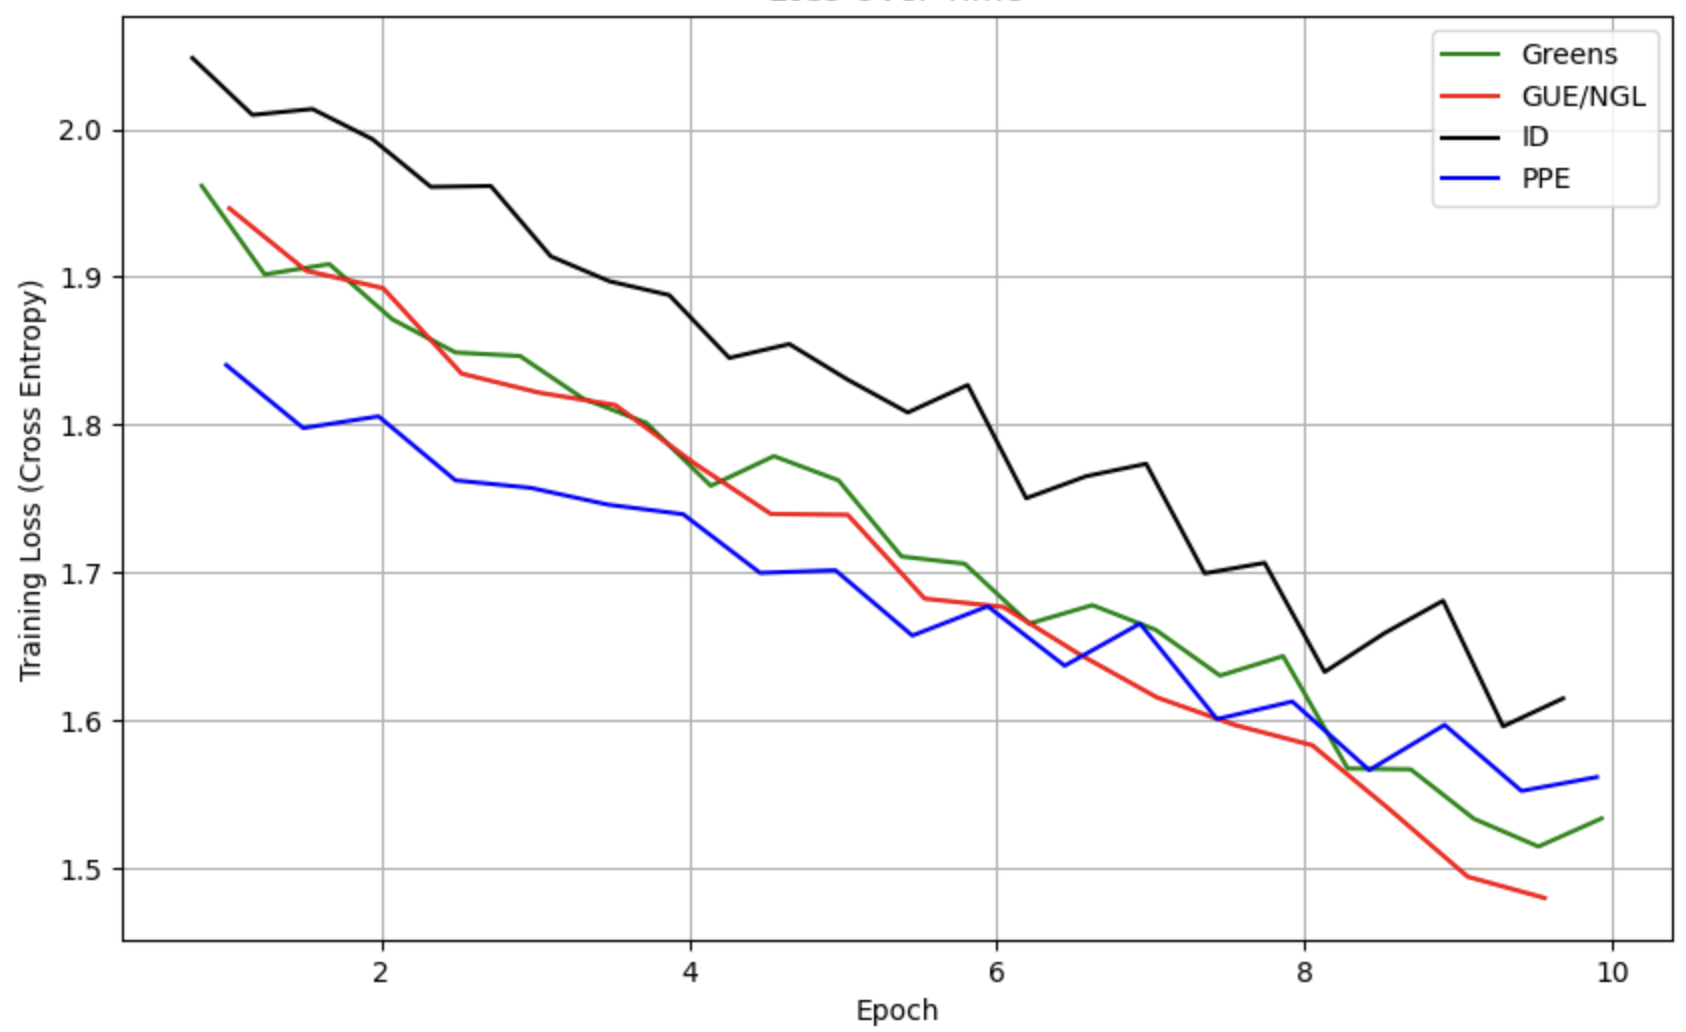 Greens
GUE/NGL
ID
PPE
2.0
1.9
1.8
1.7
1.6
1.5
Training Loss (Cross Entropy)
2 4 6 8 10
Epoch